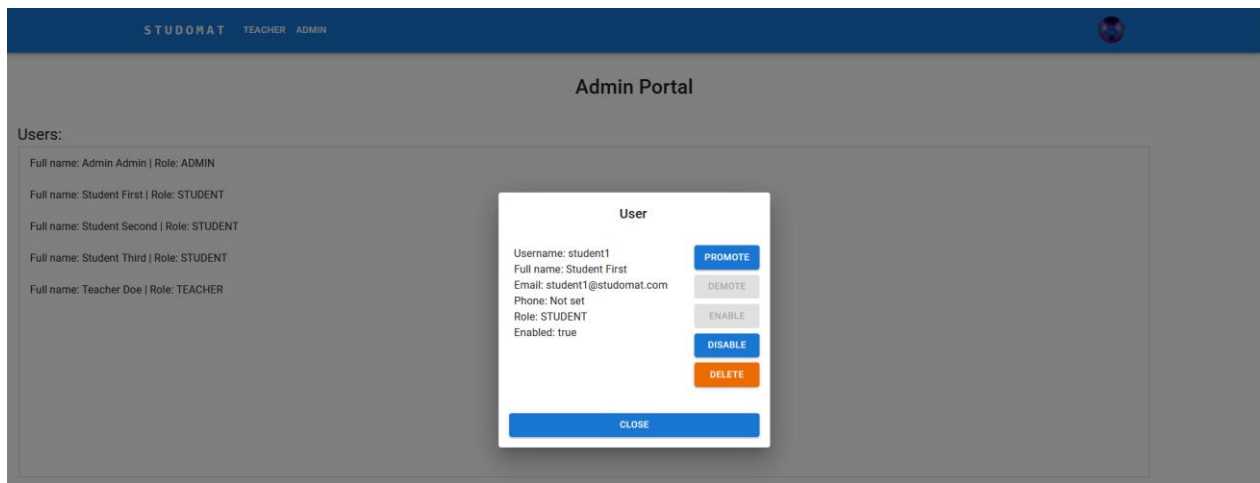 STUDOMAT TEACHER ADMIN
Admin Portal
Users:
Full name: Admin Admin | Role: ADMIN
Full name: Student First | Role: STUDENT
Full name: Student Second | Role: STUDENT
Full name: Student Third | Role: STUDENT
Full name: Teacher Doe | Role: TEACHER
User
Username: student1
Full name: Student First
Email: student1@studomat.com
Phone: Not set
Role: STUDENT
Enabled: true
PROMOTE
DEMOTE
ENABLE
DISABLE
DELETE
CLOSE